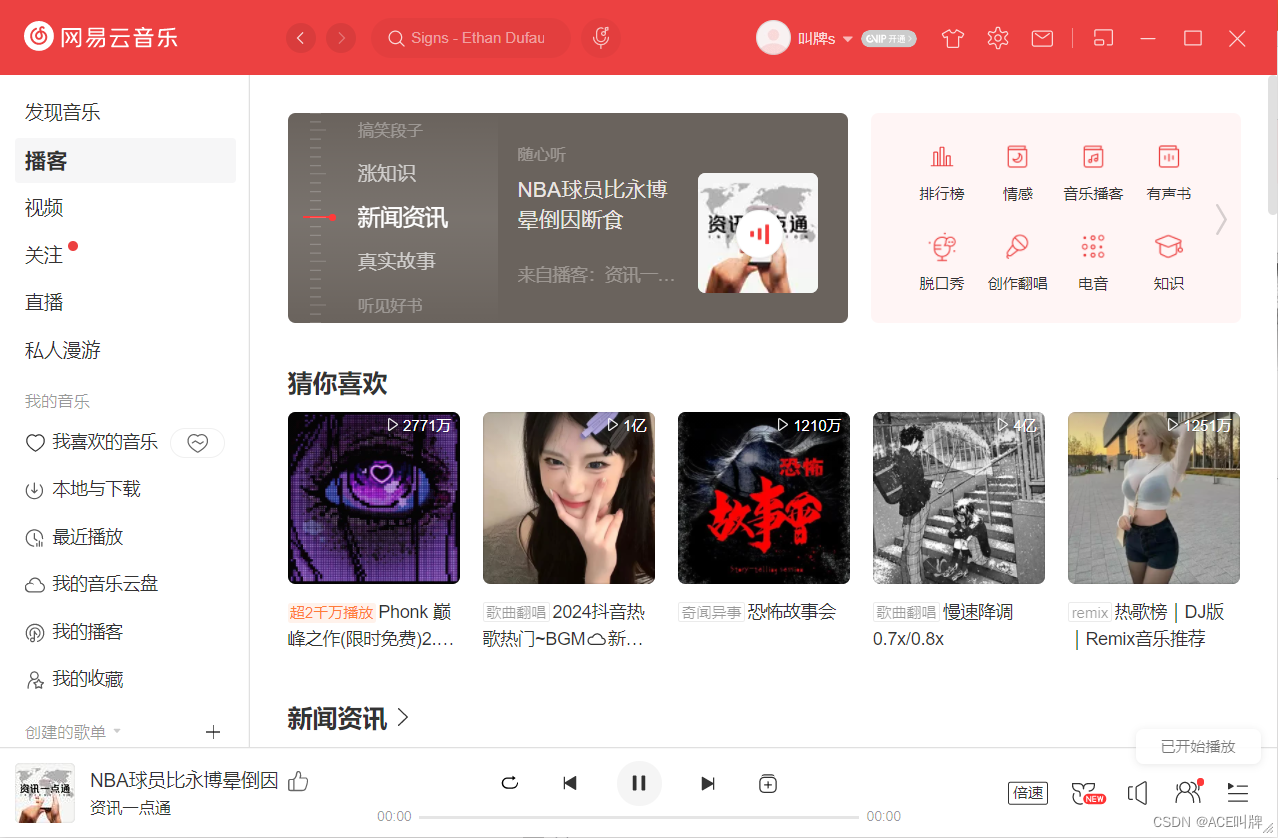 网易云音乐
Signs - Ethan Dufau
叫牌s
VIP 开通
发现音乐
播客
视频
关注
直播
私人漫游
我的音乐
我喜欢的音乐
本地与下载
最近播放
我的音乐云盘
我的播客
我的收藏
创建的歌单
搞笑段子
涨知识
新闻资讯
真实故事
听见好书
随心听
NBA球员比永博
晕倒因断食
来自播客：资讯一…
排行榜
情感
音乐播客
有声书
脱口秀
创作翻唱
电音
知识
猜你喜欢
2771万
1亿
1210万
4亿
1251万
恐怖
故事会
超2千万播放 Phonk 巅
峰之作(限时免费)2.…
歌曲翻唱 2024抖音热
歌热门~BGM新…
奇闻异事 恐怖故事会
歌曲翻唱 慢速降调
0.7x/0.8x
remix 热歌榜｜DJ版
｜Remix音乐推荐
新闻资讯
已开始播放
资讯一点通
NBA球员比永博晕倒因
资讯一点通
00:00
00:00
倍速
NEW
CSDN @ACE叫牌